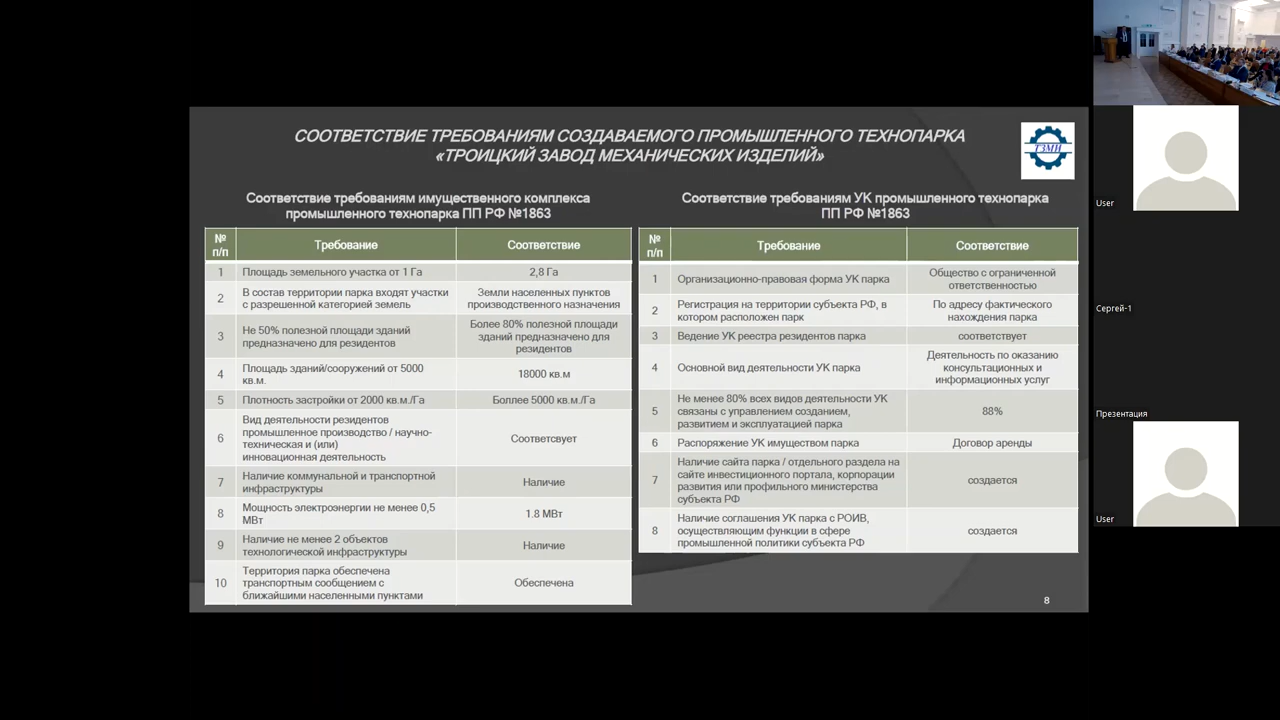 СООТВЕТСТВИЕ ТРЕБОВАНИЯМ СОЗДАВАЕМОГО ПРОМЫШЛЕННОГО ТЕХНОПАРКА
«ТРОИЦКИЙ ЗАВОД МЕХАНИЧЕСКИХ ИЗДЕЛИЙ»
ТЗМИ
Соответствие требованиям имущественного комплекса
промышленного технопарка ПП РФ №1863
№
п/п
Требование
Соответствие
1
Площадь земельного участка от 1 Га
2,8 Га
2
В состав территории парка входят участки
с разрешенной категорией земель
Земли населенных пунктов
производственного назначения
3
Не 50% полезной площади зданий
предназначено для резидентов
Более 80% полезной площади
зданий предназначено для
резидентов
4
Площадь зданий/сооружений от 5000
кв.м.
18000 кв.м
5
Плотность застройки от 2000 кв.м./Га
Боллее 5000 кв.м./Га
6
Вид деятельности резидентов
промышленное производство / научно-
техническая и (или)
инновационная деятельность
Соответсвует
7
Наличие коммунальной и транспортной
инфраструктуры
Наличие
8
Мощность электроэнергии не менее 0,5
МВт
1.8 МВт
9
Наличие не менее 2 объектов
технологической инфраструктуры
Наличие
10
Территория парка обеспечена
транспортным сообщением с
ближайшими населенными пунктами
Обеспечена
Соответствие требованиям УК промышленного технопарка
ПП РФ №1863
№
п/п
Требование
Соответствие
1
Организационно-правовая форма УК парка
Общество с ограниченной
ответственностью
2
Регистрация на территории субъекта РФ, в
котором расположен парк
По адресу фактического
нахождения парка
3
Ведение УК реестра резидентов парка
соответствует
4
Основной вид деятельности УК парка
Деятельность по оказанию
консультационных и
информационных услуг
5
Не менее 80% всех видов деятельности УК
связаны с управлением созданием,
развитием и эксплуатацией парка
88%
6
Распоряжение УК имуществом парка
Договор аренды
7
Наличие сайта парка / отдельного раздела на
сайте инвестиционного портала, корпорации
развития или профильного министерства
субъекта РФ
создается
8
Наличие соглашения УК парка с РОИВ,
осуществляющим функции в сфере
промышленной политики субъекта РФ
создается
8
User
Сергей-1
Презентация
User